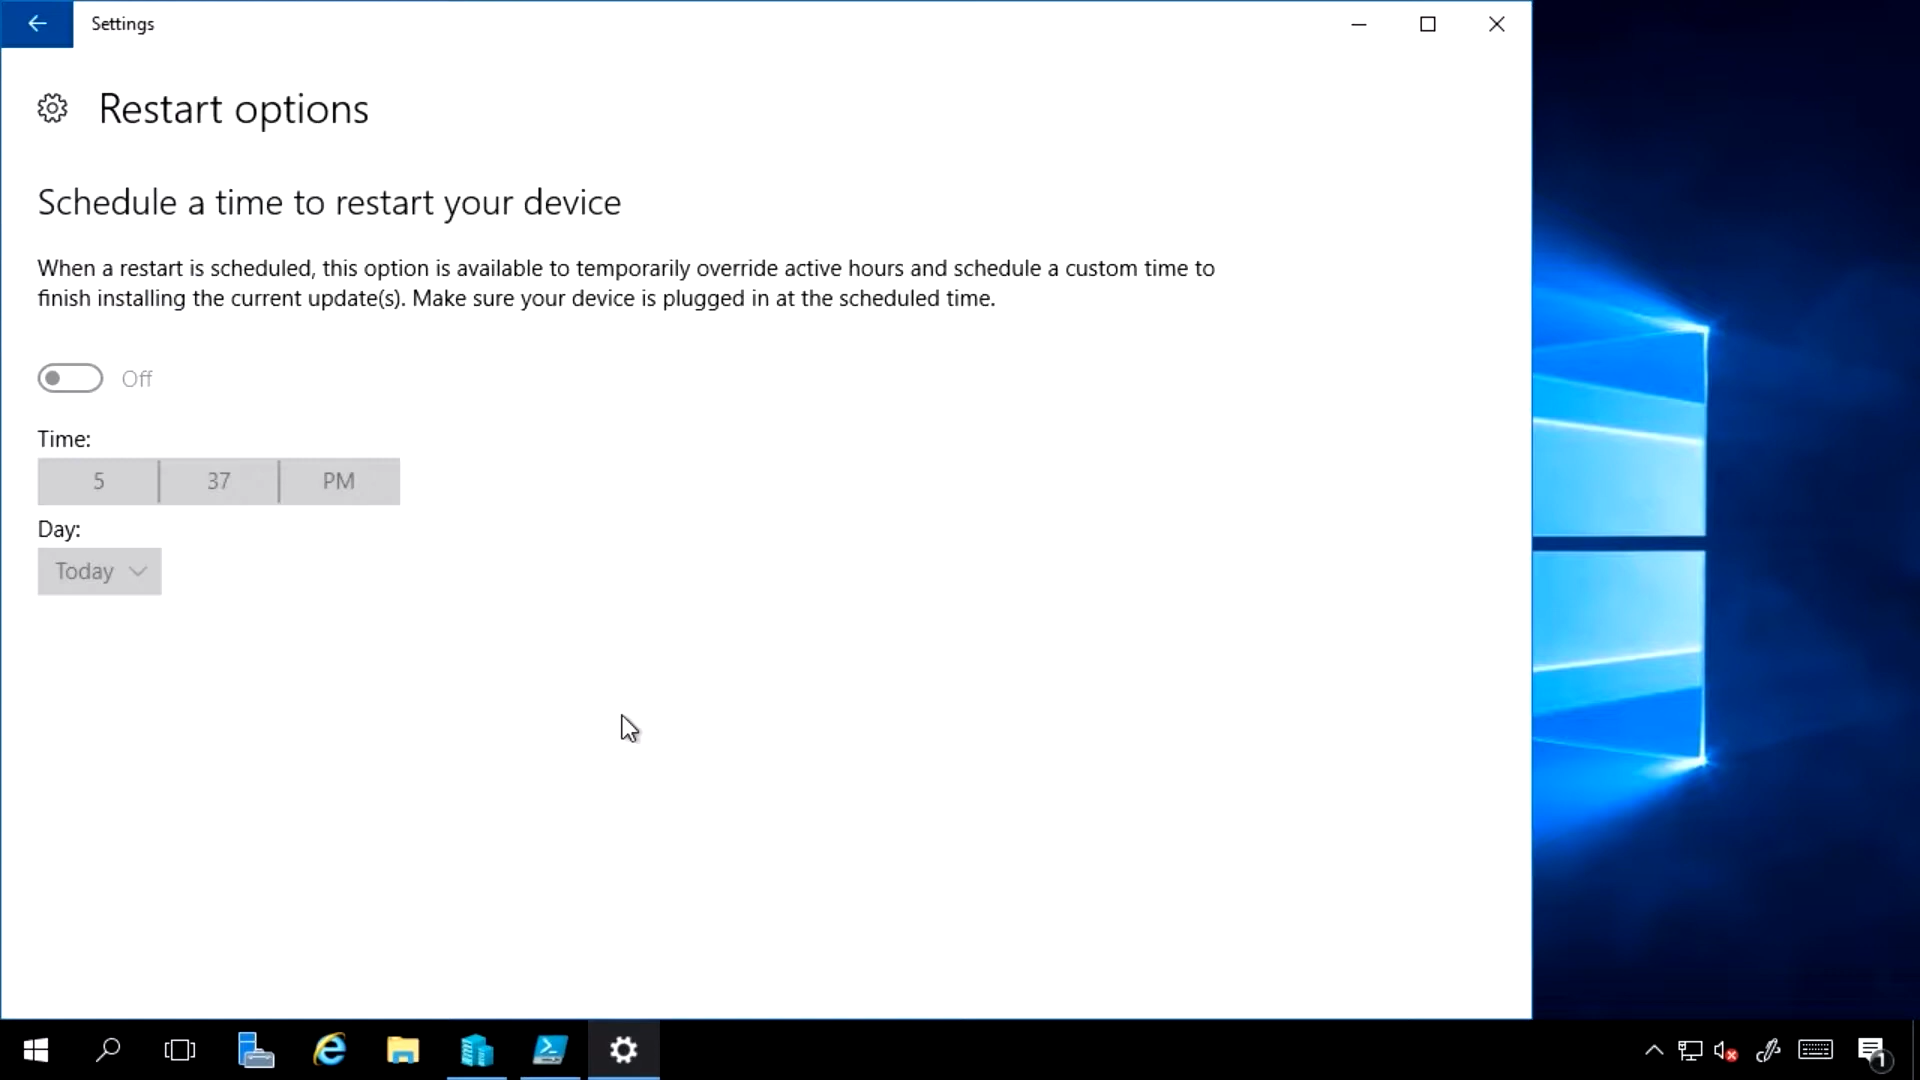 Settings
Restart options
Schedule a time to restart your device
When a restart is scheduled, this option is available to temporarily override active hours and schedule a custom time to
finish installing the current update(s). Make sure your device is plugged in at the scheduled time.
Off
Time:
5 37 PM
Day:
Today
1